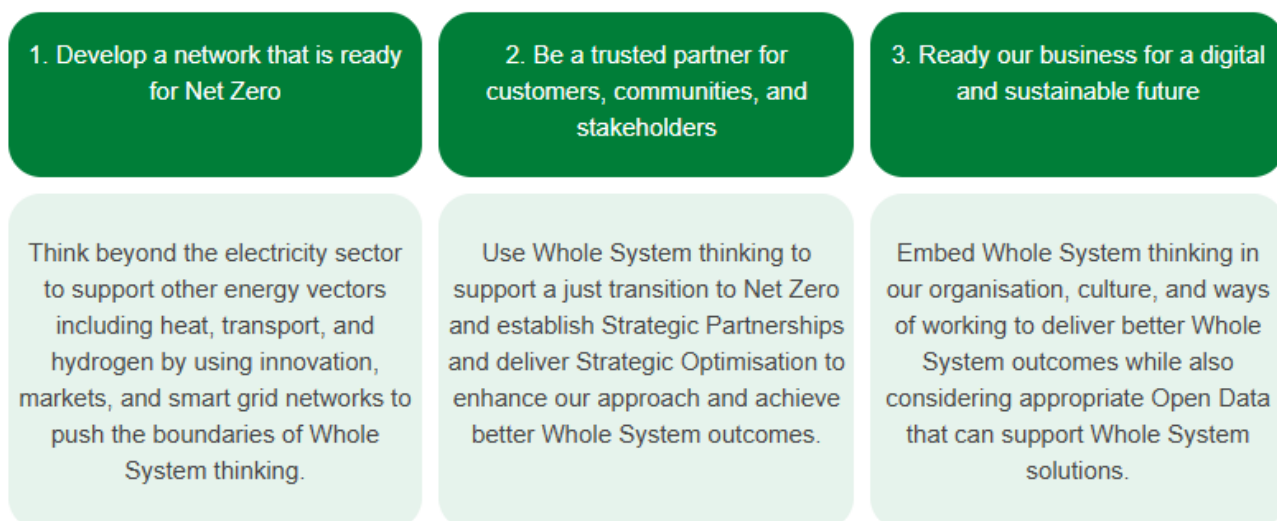 1. Develop a network that is ready
for Net Zero
2. Be a trusted partner for
customers, communities, and
stakeholders
3. Ready our business for a digital
and sustainable future
Think beyond the electricity sector
to support other energy vectors
including heat, transport, and
hydrogen by using innovation,
markets, and smart grid networks to
push the boundaries of Whole
System thinking.
Use Whole System thinking to
support a just transition to Net Zero
and establish Strategic Partnerships
and deliver Strategic Optimisation to
enhance our approach and achieve
better Whole System outcomes.
Embed Whole System thinking in
our organisation, culture, and ways
of working to deliver better Whole
System outcomes while also
considering appropriate Open Data
that can support Whole System
solutions.